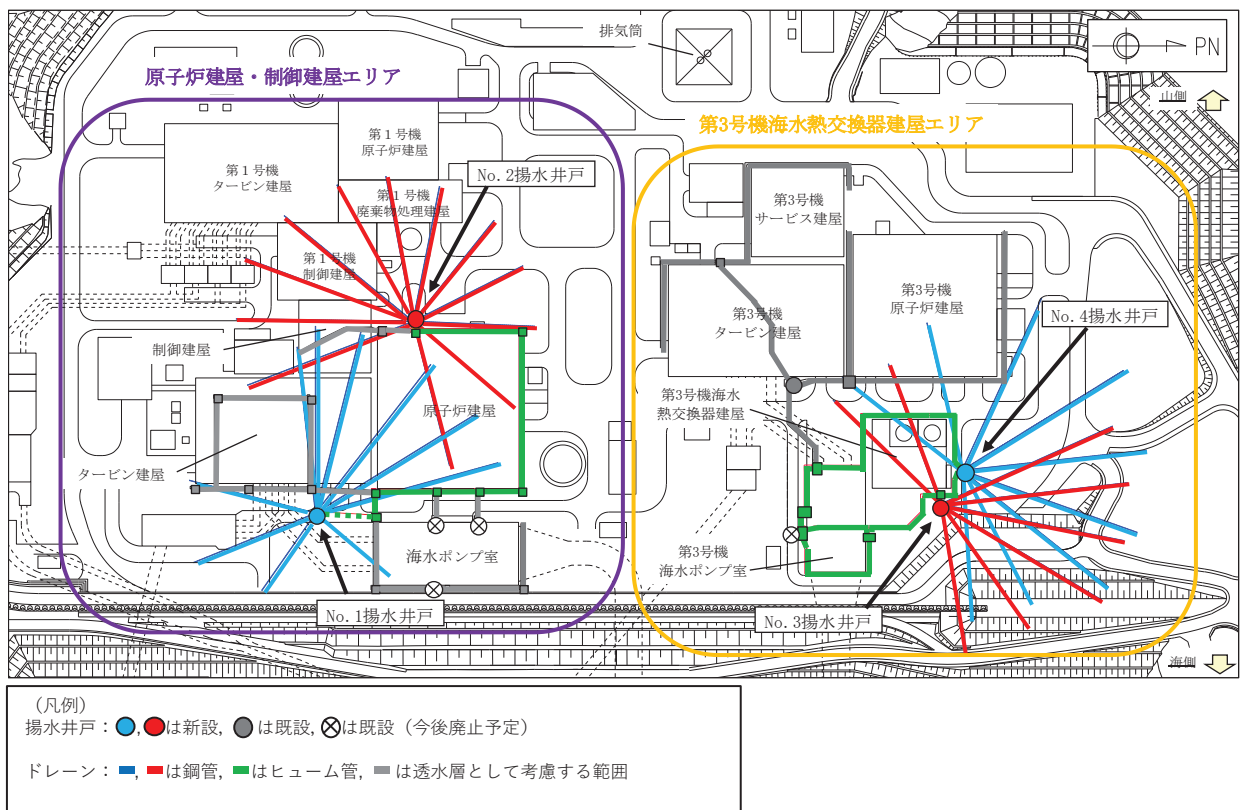 排気筒
PN
原子炉建屋・制御建屋エリア
山側
第3号機海水熱交換器建屋エリア
第１号機
原子炉建屋
第１号機
タービン建屋
No.2揚水井戸
第１号機
廃棄物処理建屋
第3号機
サービス建屋
第１号機
制御建屋
第3号機
原子炉建屋
第3号機
タービン建屋
No.4揚水井戸
制御建屋
第3号機海水
熱交換器建屋
原子炉建屋
タービン建屋
海水ポンプ室
第3号機
海水ポンプ室
No.1揚水井戸
No.3揚水井戸
海側
（凡例）
揚水井戸：,は新設，は既設，は既設（今後廃止予定）
ドレーン：,は鋼管，はヒューム管，は透水層として考慮する範囲